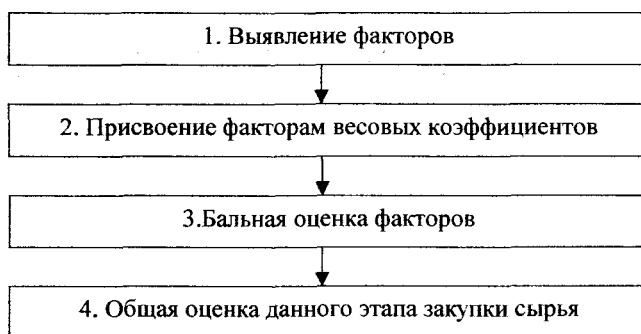 1. Выявление факторов
2. Присвоение факторам весовых коэффициентов
3.Бальная оценка факторов
4. Общая оценка данного этапа закупки сырья